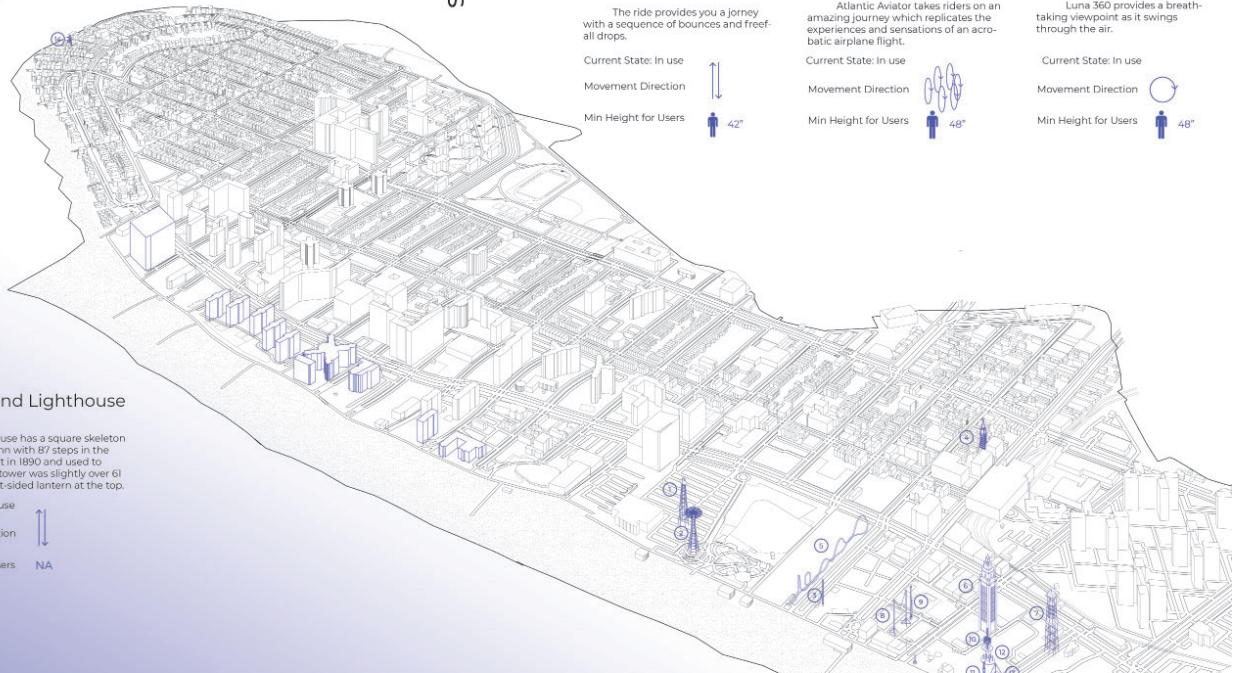 The ride provides you a jorney
with a sequence of bounces and freef-
all drops.
Current State: In use
Movement Direction
Min Height for Users
42"
Atlantic Aviator takes riders on an
amazing journey which replicates the
experiences and sensations of an acro-
batic airplane flight.
Current State: In use
Movement Direction
Min Height for Users
48"
Luna 360 provides a breath-
taking viewpoint as it swings
through the air.
Current State: In use
Movement Direction
Min Height for Users
48"
nd Lighthouse
use has a square skeleton
nn with 87 steps in the
t in 1890 and used to
tower was slightly over 61
t-sided lantern at the top.
use
ion
ers
NA
1
2
3
4
5
6
7
8
9
10
12